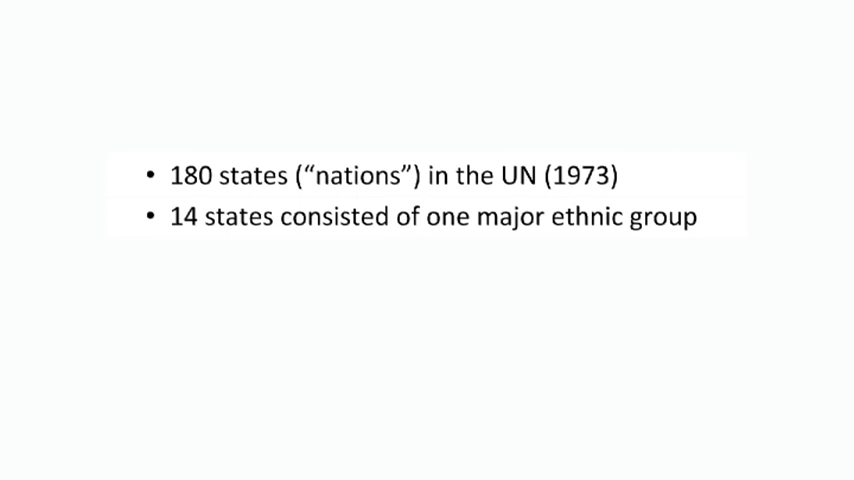 • 180 states (“nations”) in the UN (1973)
• 14 states consisted of one major ethnic group